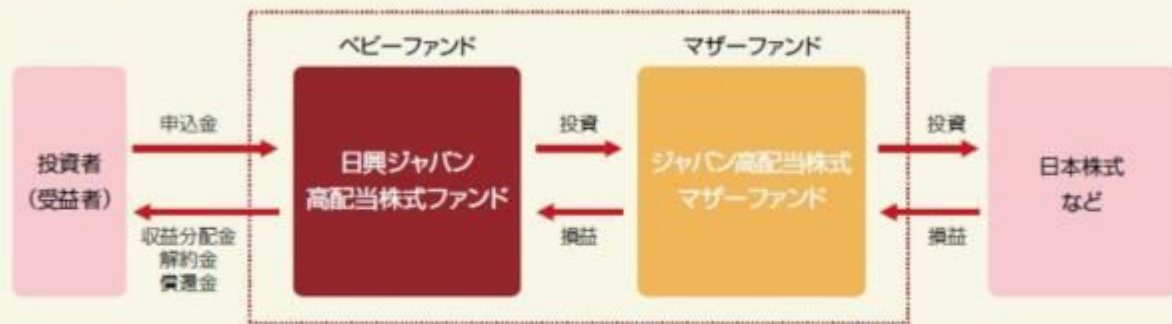 ベビーファンド
マザーファンド
投資者
(受益者)
申込金
収益分配金
解約金
償還金
日興ジャパン
高配当株式ファンド
投資
損益
ジャパン高配当株式
マザーファンド
投資
損益
日本株式
など